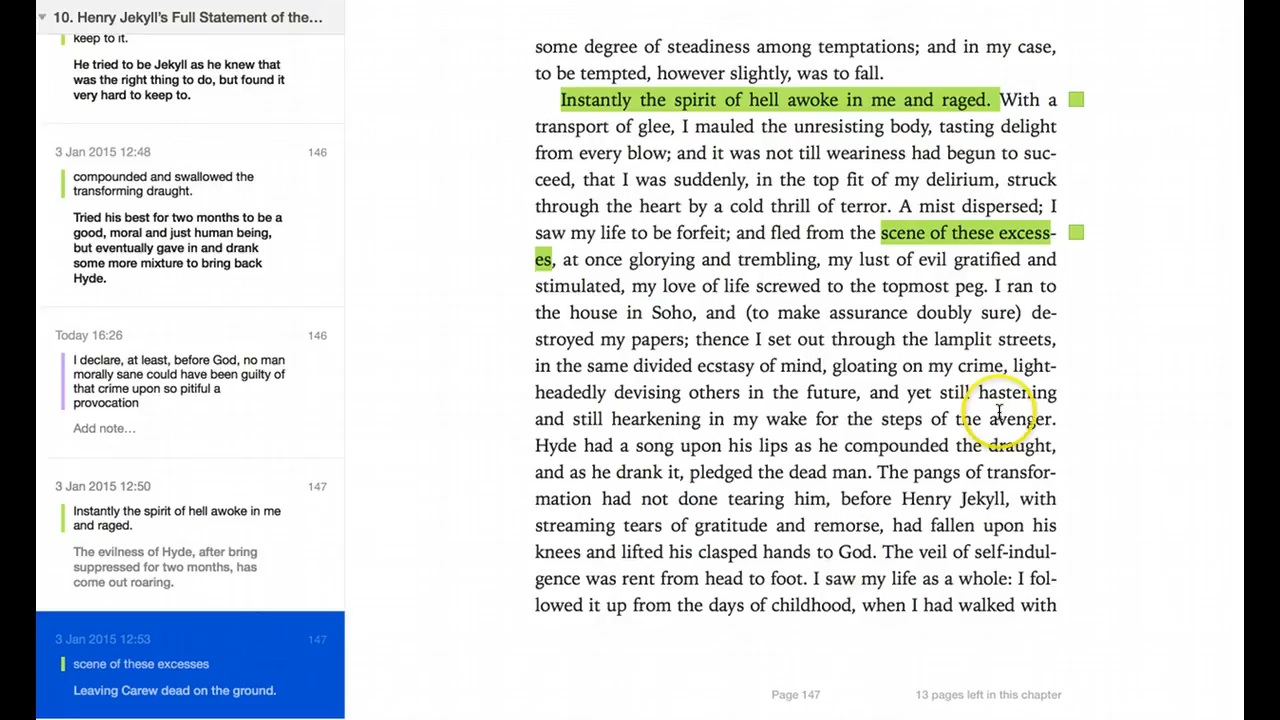 10. Henry Jekyll's Full Statement of the...
keep to it.
He tried to be Jekyll as he knew that
was the right thing to do, but found it
very hard to keep to.
3 Jan 2015 12:48 146
compounded and swallowed the
transforming draught.
Tried his best for two months to be a
good, moral and just human being,
but eventually gave in and drank
some more mixture to bring back
Hyde.
Today 16:26 146
I declare, at least, before God, no man
morally sane could have been guilty of
that crime upon so pitiful a
provocation
Add note...
3 Jan 2015 12:50 147
Instantly the spirit of hell awoke in me
and raged.
The evilness of Hyde, after bring
suppressed for two months, has
come out roaring.
3 Jan 2015 12:53 147
scene of these excesses
Leaving Carew dead on the ground.
some degree of steadiness among temptations; and in my case,
to be tempted, however slightly, was to fall.
Instantly the spirit of hell awoke in me and raged. With a
transport of glee, I mauled the unresisting body, tasting delight
from every blow; and it was not till weariness had begun to suc-
ceed, that I was suddenly, in the top fit of my delirium, struck
through the heart by a cold thrill of terror. A mist dispersed; I
saw my life to be forfeit; and fled from the scene of these excess-
es, at once glorying and trembling, my lust of evil gratified and
stimulated, my love of life screwed to the topmost peg. I ran to
the house in Soho, and (to make assurance doubly sure) de-
stroyed my papers; thence I set out through the lamplit streets,
in the same divided ecstasy of mind, gloating on my crime, light-
headedly devising others in the future, and yet still hastening
and still hearkening in my wake for the steps of the avenger.
Hyde had a song upon his lips as he compounded the draught,
and as he drank it, pledged the dead man. The pangs of transfor-
mation had not done tearing him, before Henry Jekyll, with
streaming tears of gratitude and remorse, had fallen upon his
knees and lifted his clasped hands to God. The veil of self-indul-
gence was rent from head to foot. I saw my life as a whole: I fol-
lowed it up from the days of childhood, when I had walked with
Page 147 13 pages left in this chapter